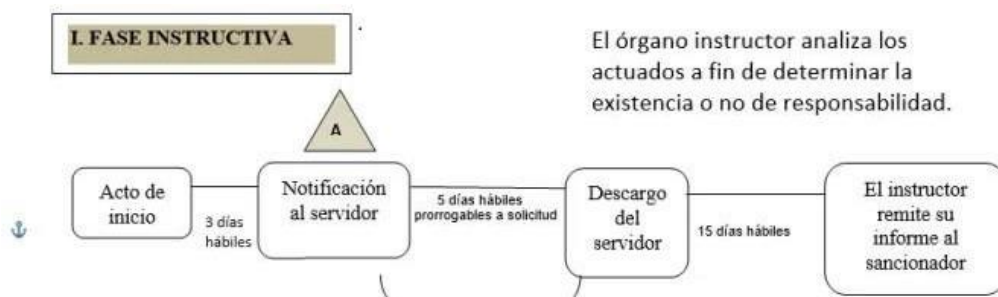 I. FASE INSTRUCTIVA
.
El órgano instructor analiza los
actuados a fin de determinar la
existencia o no de responsabilidad.
A
Acto de
inicio
3 días
hábiles
Notificación
al servidor
5 días hábiles
prorrogables a solicitud
Descargo
del
servidor
15 días hábiles
El instructor
remite su
informe al
sancionador